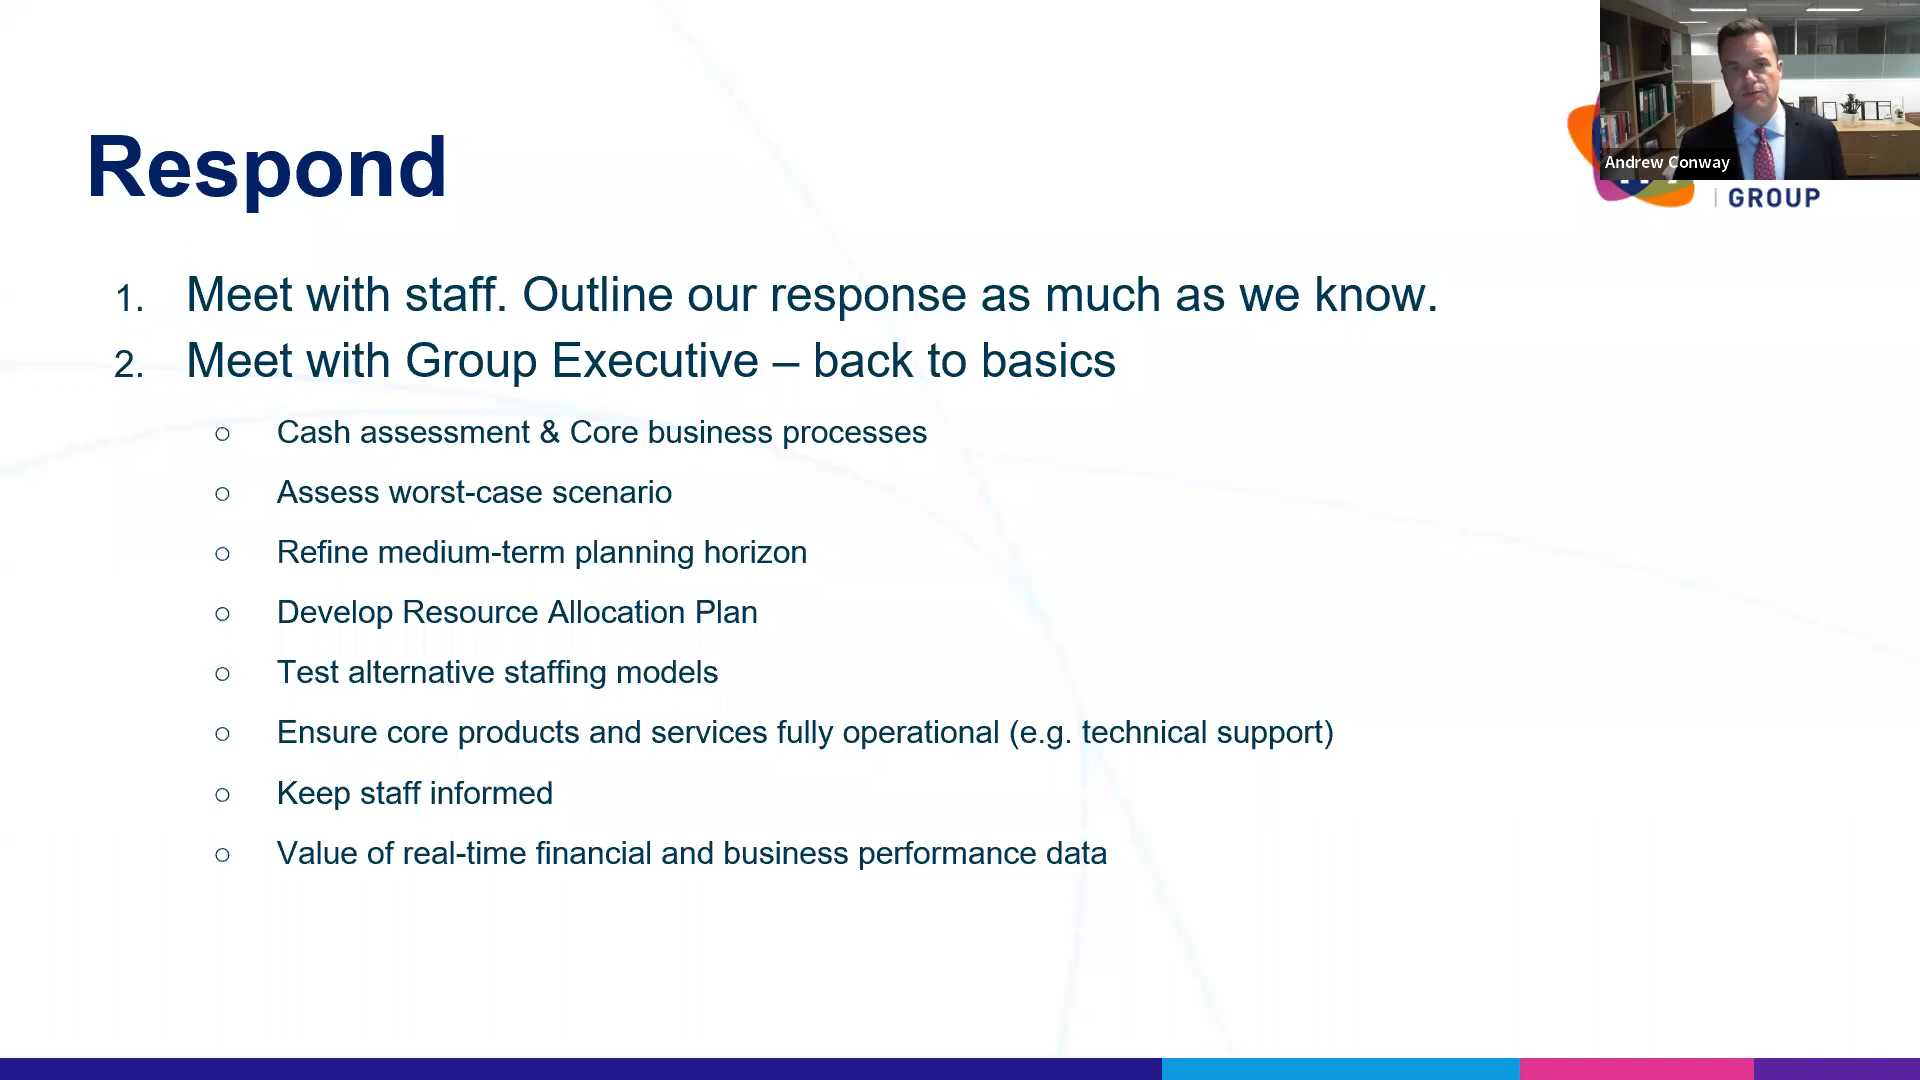 Respond
Andrew Conway
GROUP
1. Meet with staff. Outline our response as much as we know.
2. Meet with Group Executive – back to basics
○ Cash assessment & Core business processes
○ Assess worst-case scenario
○ Refine medium-term planning horizon
○ Develop Resource Allocation Plan
○ Test alternative staffing models
○ Ensure core products and services fully operational (e.g. technical support)
○ Keep staff informed
○ Value of real-time financial and business performance data